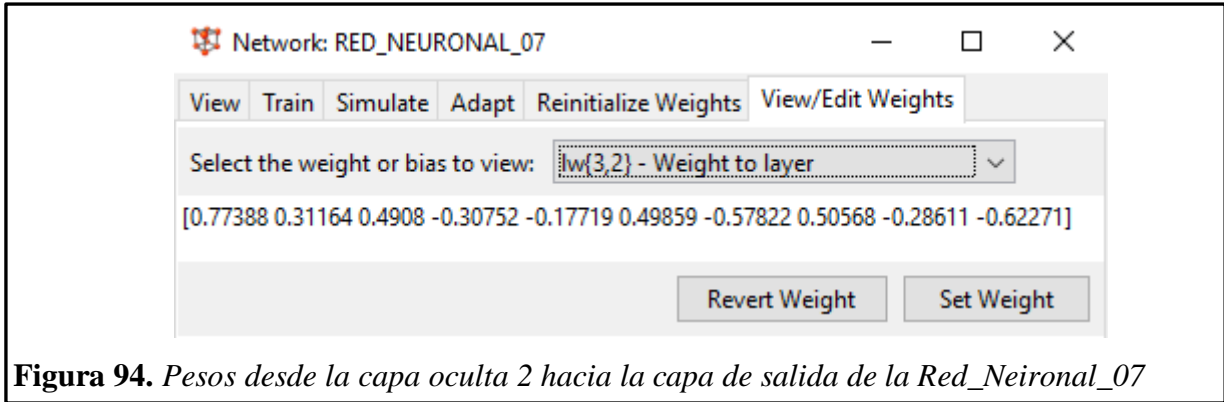 Network: RED_NEURONAL_07
View Train Simulate Adapt Reinitialize Weights View/Edit Weights
Select the weight or bias to view: lw{3,2} - Weight to layer
[0.77388 0.31164 0.4908 -0.30752 -0.17719 0.49859 -0.57822 0.50568 -0.28611 -0.62271]
Revert Weight Set Weight
Figura 94. Pesos desde la capa oculta 2 hacia la capa de salida de la Red_Neironal_07